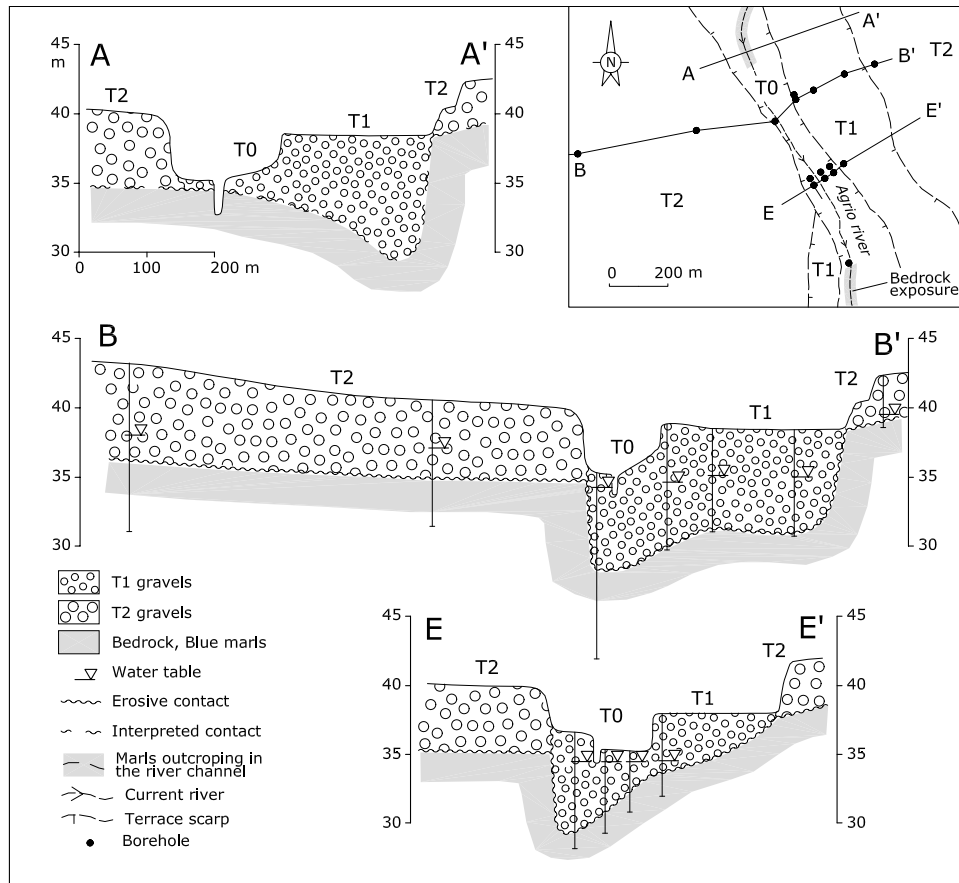 45
m
40
35
30
A
A'
45
40
35
30
T2
T0
T1
T2
0 100 200 m
N
A
A'
B
B'
E
E'
T0
T1
T2
T2
T1
Agrio river
0 200 m
Bedrock
exposure
B
B'
45
40
35
30
45
40
35
30
T2
T0
T1
T2
T1 gravels
T2 gravels
Bedrock, Blue marls
Water table
Erosive contact
Interpreted contact
Marls outcroping in
the river channel
Current river
Terrace scarp
Borehole
E
E'
45
40
35
30
45
40
35
30
T2
T0
T1
T2